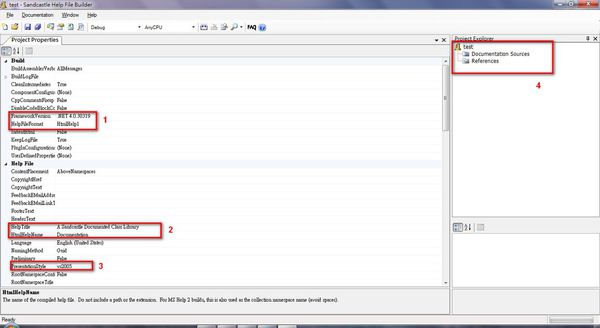 test - Sandcastle Help File Builder
File Documentation Window Help
Debug AnyCPU FAQ
Project Properties
Project Explorer
Build
BuildAssemblerVerbo AllMessages
BuildLogFile
CleanIntermediates True
ComponentConfigura (None)
CppCommentsFixup False
DisableCodeBlockCo False
FrameworkVersion .NET 4.0.30319
HelpFileFormat HtmlHelp1
IndentHtml False
KeepLogFile True
PlugInConfigurations (None)
UserDefinedProperties (None)
Help File
ContentPlacement AboveNamespaces
CopyrightHref
CopyrightText
FeedbackEMailAddre
FeedbackEMailLinkT
FooterText
HeaderText
HelpTitle A Sandcastle Documented Class Library
HtmlHelpName Documentation
Language English (United States)
NamingMethod Guid
Preliminary False
PresentationStyle vs2005
RootNamespaceCont False
RootNamespaceTitle
HtmlHelpName
The name of the compiled help file. Do not include a path or the extension. For MS Help 2 builds, this is also used as the collection namespace name (avoid spaces).
test
Documentation Sources
References
1
2
3
4